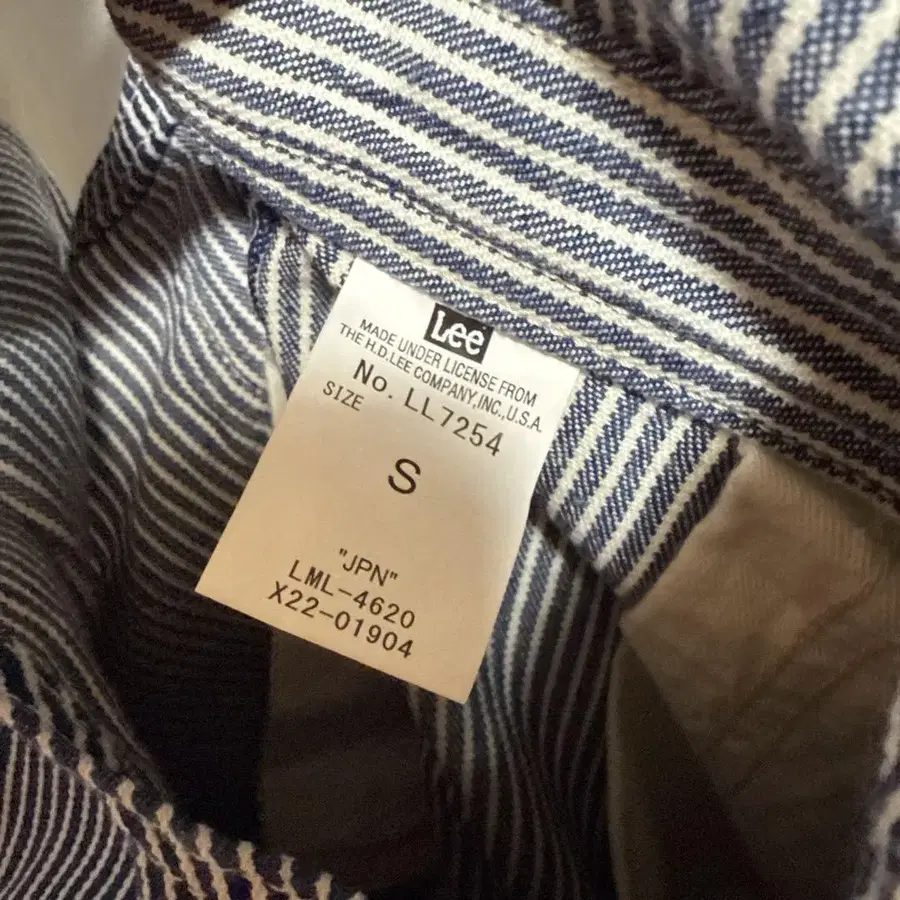 Lee
MADE UNDER LICENSE FROM
THE H.D.LEE COMPANY,INC.,U.S.A.
No. LL7254
SIZE
S
"JPN"
LML-4620
X22-01904